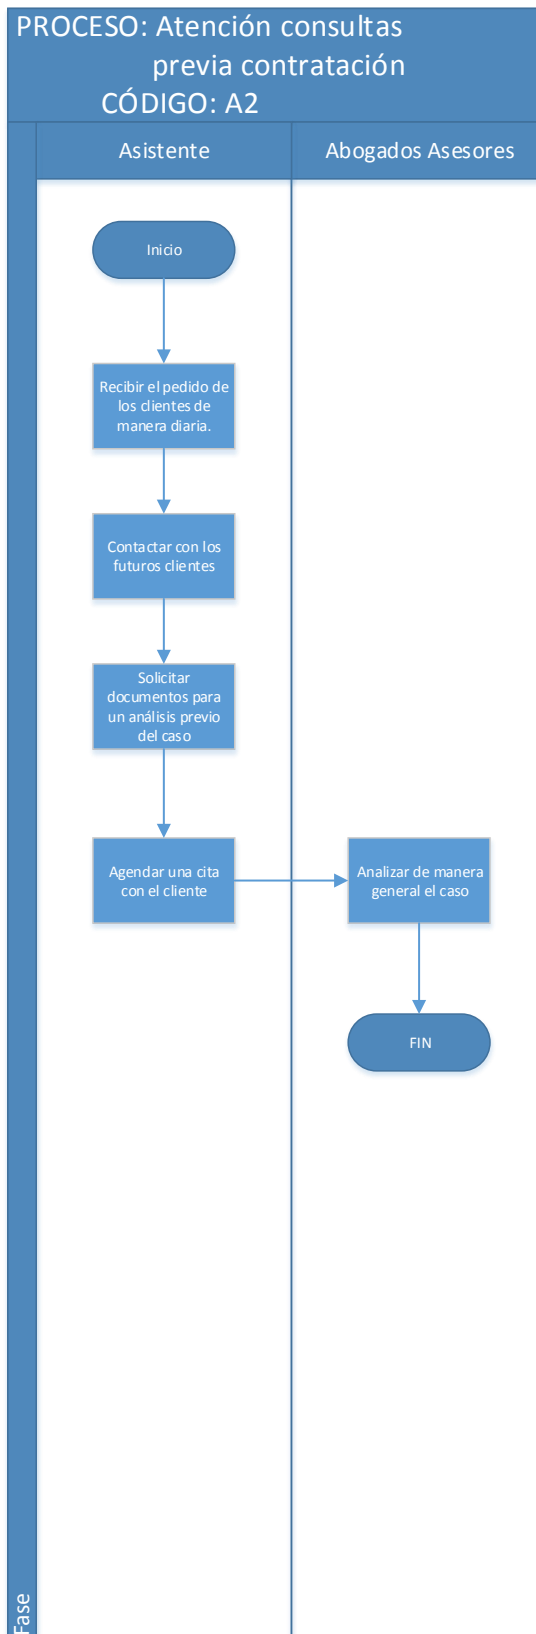 PROCESO: Atención consultas
previa contratación
CÓDIGO: A2
Asistente
Abogados Asesores
Inicio
Recibir el pedido de
los clientes de
manera diaria.
Contactar con los
futuros clientes
Solicitar
documentos para
un análisis previo
del caso
Agendar una cita
con el cliente
Analizar de manera
general el caso
FIN
Fase